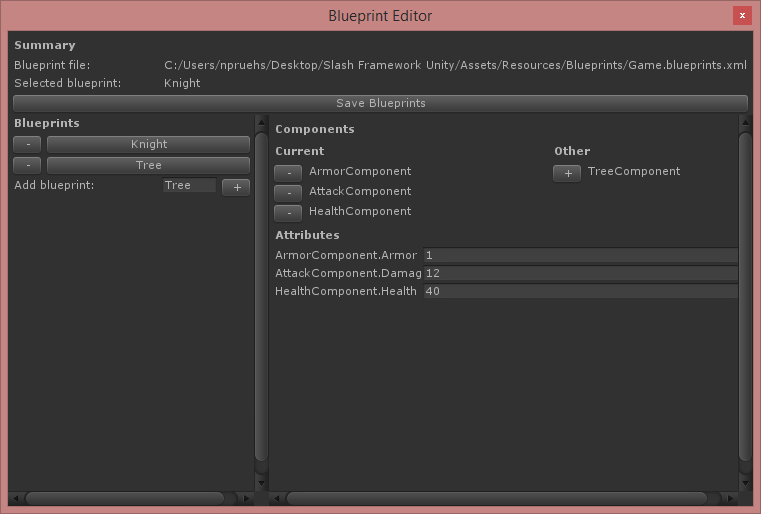 Blueprint Editor
x
Summary
Blueprint file: C:/Users/npruehs/Desktop/Slash Framework Unity/Assets/Resources/Blueprints/Game.blueprints.xml
Selected blueprint: Knight
Save Blueprints
Blueprints
- Knight
- Tree
Add blueprint: Tree +
Components
Current Other
- ArmorComponent + TreeComponent
- AttackComponent
- HealthComponent
Attributes
ArmorComponent.Armor 1
AttackComponent.Damag 12
HealthComponent.Health 40